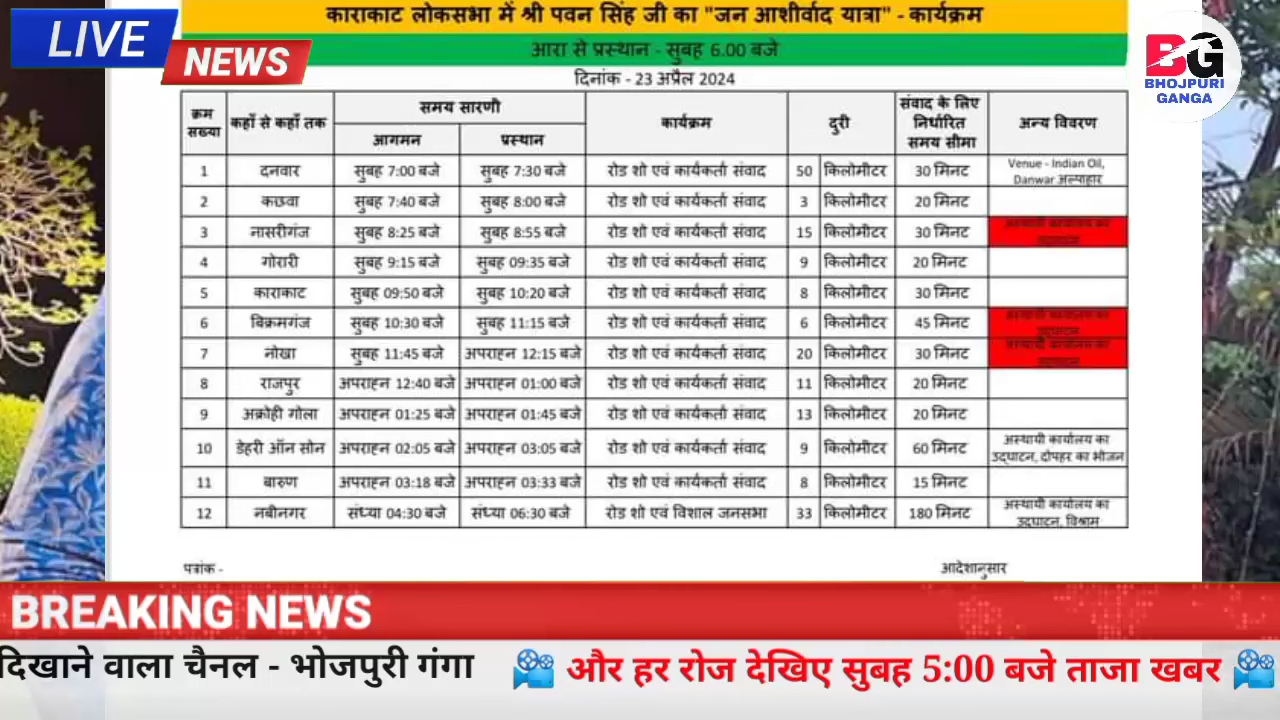 काराकाट लोकसभा में श्री पवन सिंह जी का "जन आशीर्वाद यात्रा" - कार्यक्रम
LIVE
NEWS
आरा से प्रस्थान - सुबह 6.00 बजे
दिनांक - 23 अप्रैल 2024
BG
BHOJPURI
GANGA
क्रम सख्या कहाँ से कहाँ तक समय सारणी कार्यक्रम दुरी संवाद के लिए निर्धारित समय सीमा अन्य विवरण
आगमन प्रस्थान
1 दनवार सुबह 7:00 बजे सुबह 7:30 बजे रोड शो एवं कार्यकर्ता संवाद 50 किलोमीटर 30 मिनट Venue - Indian Oil, Danwar अल्पाहार
2 कछवा सुबह 7:40 बजे सुबह 8:00 बजे रोड शो एवं कार्यकर्ता संवाद 3 किलोमीटर 20 मिनट
3 नासरीगंज सुबह 8:25 बजे सुबह 8:55 बजे रोड शो एवं कार्यकर्ता संवाद 15 किलोमीटर 30 मिनट
4 गोरारी सुबह 9:15 बजे सुबह 09:35 बजे रोड शो एवं कार्यकर्ता संवाद 9 किलोमीटर 20 मिनट
5 काराकाट सुबह 09:50 बजे सुबह 10:20 बजे रोड शो एवं कार्यकर्ता संवाद 8 किलोमीटर 30 मिनट
6 विक्रमगंज सुबह 10:30 बजे सुबह 11:15 बजे रोड शो एवं कार्यकर्ता संवाद 6 किलोमीटर 45 मिनट
7 नोखा सुबह 11:45 बजे अपराहन 12:15 बजे रोड शो एवं कार्यकर्ता संवाद 20 किलोमीटर 30 मिनट
8 राजपुर अपराहन 12:40 बजे अपराहन 01:00 बजे रोड शो एवं कार्यकर्ता संवाद 11 किलोमीटर 20 मिनट
9 अक्रोही गोला अपराहन 01:25 बजे अपराहन 01:45 बजे रोड शो एवं कार्यकर्ता संवाद 13 किलोमीटर 20 मिनट
10 डेहरी ऑन सोन अपराहन 02:05 बजे अपराहन 03:05 बजे रोड शो एवं कार्यकर्ता संवाद 9 किलोमीटर 60 मिनट अस्थायी कार्यालय का उद्घाटन, दोपहर का भोजन
11 बारुण अपराहन 03:18 बजे अपराहन 03:33 बजे रोड शो एवं कार्यकर्ता संवाद 8 किलोमीटर 15 मिनट
12 नबीनगर संध्या 04:30 बजे संध्या 06:30 बजे रोड शो एवं विशाल जनसभा 33 किलोमीटर 180 मिनट अस्थायी कार्यालय का उद्घाटन, विश्राम
पत्रांक - आदेशानुसार
BREAKING NEWS
दिखाने वाला चैनल - भोजपुरी गंगा और हर रोज देखिए सुबह 5:00 बजे ताजा खबर